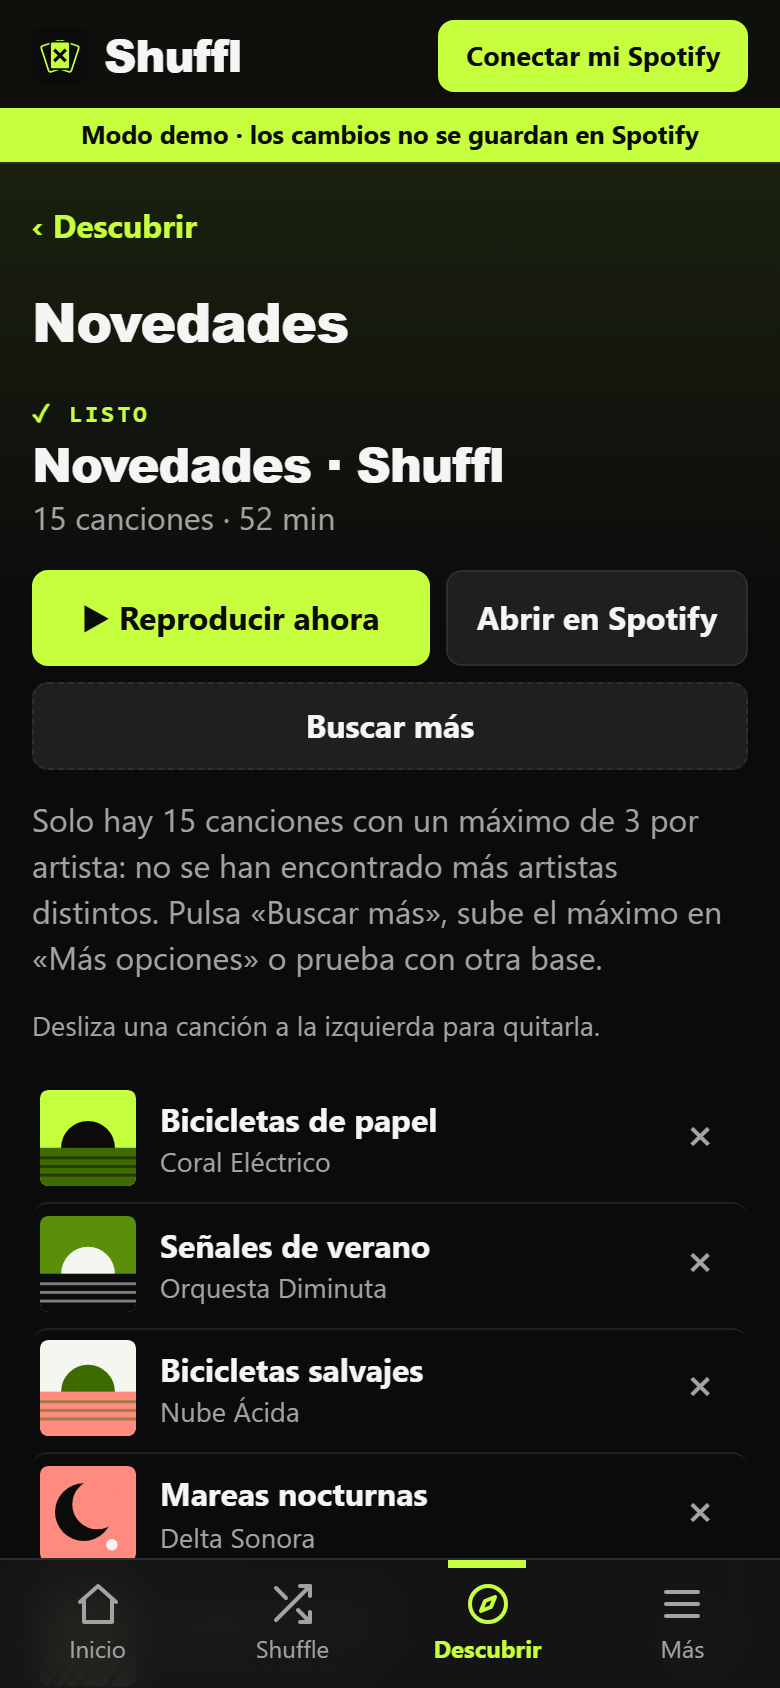 Shuffl
Conectar mi Spotify
Modo demo · los cambios no se guardan en Spotify
‹ Descubrir
Novedades
✓ LISTO
Novedades · Shuffl
15 canciones · 52 min
▶ Reproducir ahora
Abrir en Spotify
Buscar más
Solo hay 15 canciones con un máximo de 3 por
artista: no se han encontrado más artistas
distintos. Pulsa «Buscar más», sube el máximo en
«Más opciones» o prueba con otra base.
Desliza una canción a la izquierda para quitarla.
Bicicletas de papel
Coral Eléctrico
✕
Señales de verano
Orquesta Diminuta
✕
Bicicletas salvajes
Nube Ácida
✕
Mareas nocturnas
Delta Sonora
✕
Inicio
Shuffle
Descubrir
Más